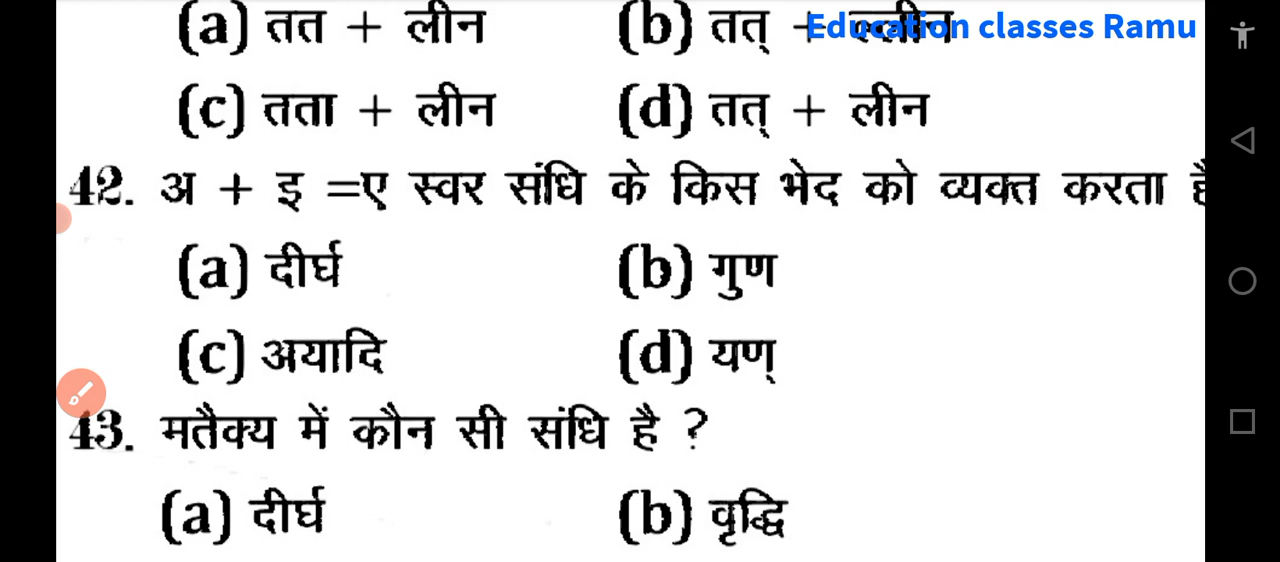 (a) तत + लीन (b) तत् + ल्लीन
Education classes Ramu
(c) तता + लीन (d) तत् + लीन
42. अ + इ =ए स्वर संधि के किस भेद को व्यक्त करता है
(a) दीर्घ (b) गुण
(c) अयादि (d) यण्
43. मतैक्य में कौन सी संधि है ?
(a) दीर्घ (b) वृद्धि